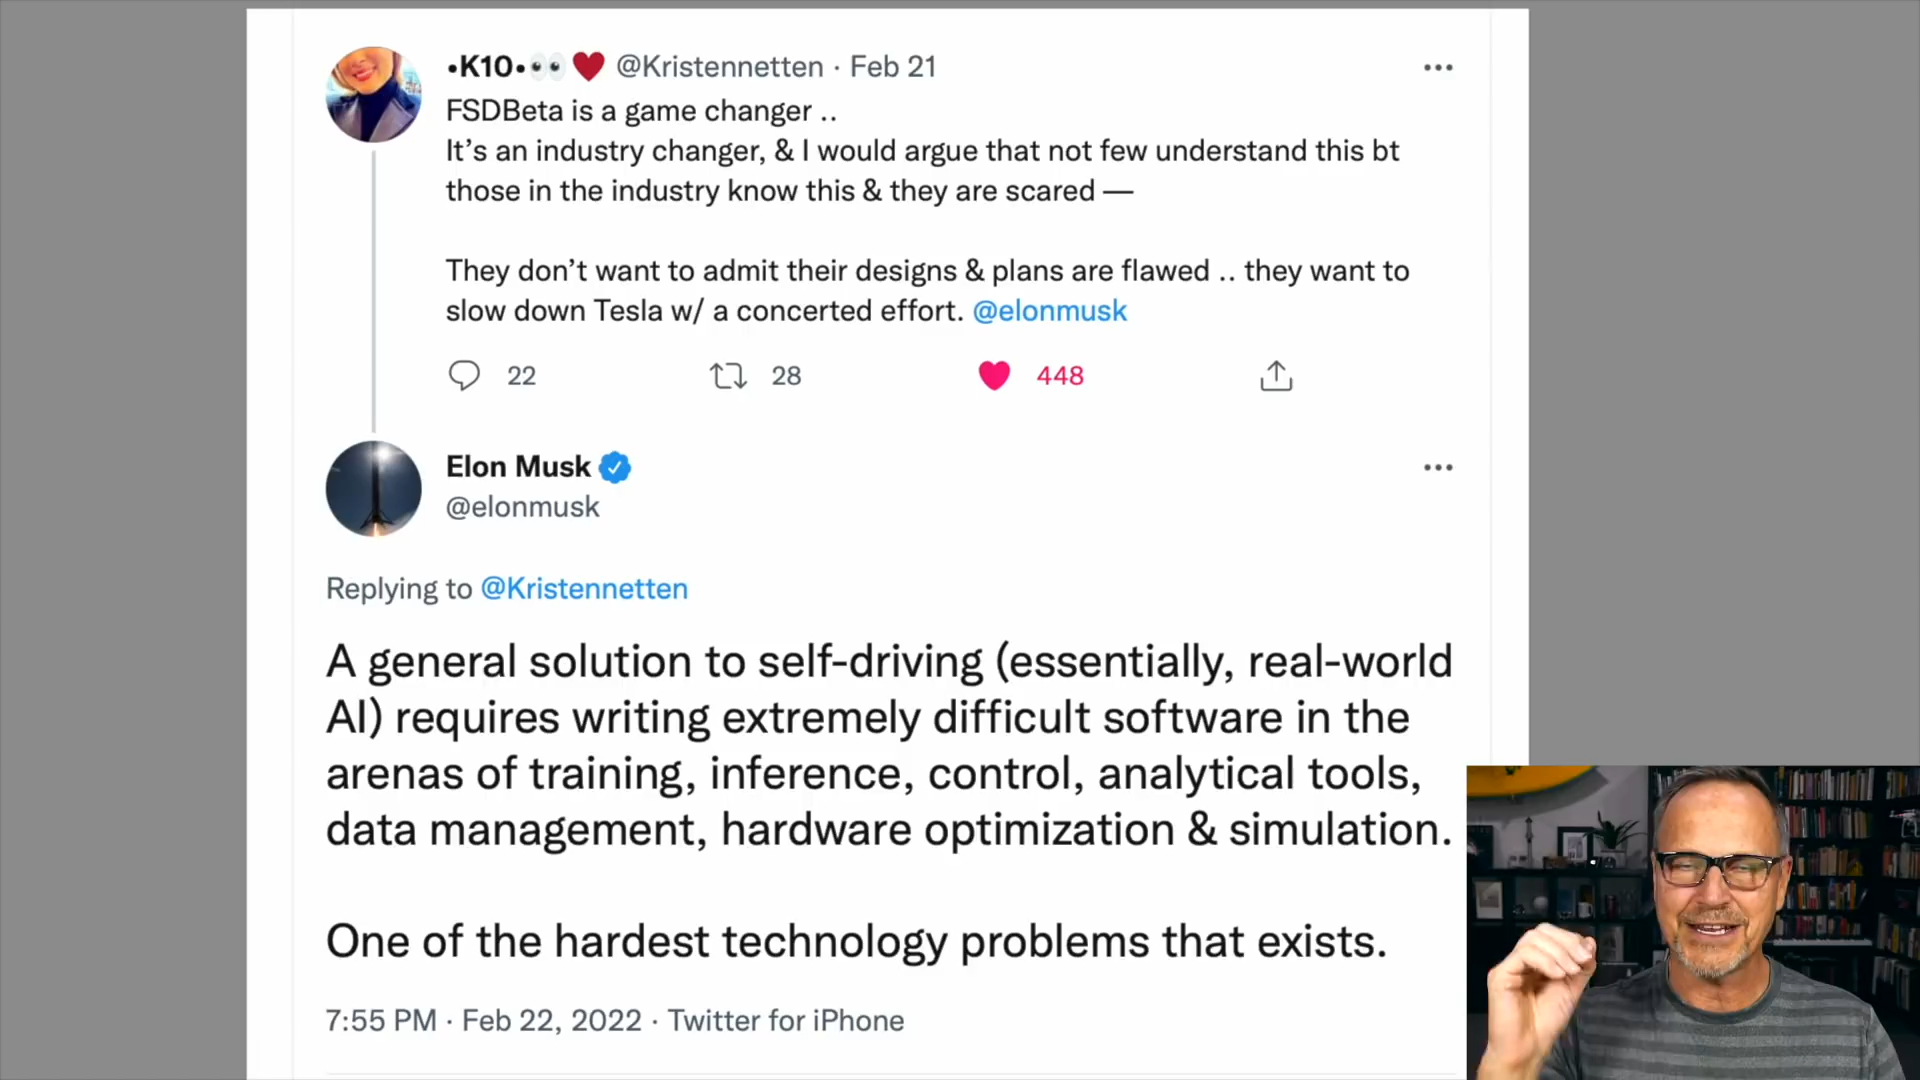 •K10•👀❤️ @Kristennetten · Feb 21
FSDBeta is a game changer ..
It’s an industry changer, & I would argue that not few understand this bt
those in the industry know this & they are scared —
They don’t want to admit their designs & plans are flawed .. they want to
slow down Tesla w/ a concerted effort. @elonmusk
22 28 448
Elon Musk
@elonmusk
Replying to @Kristennetten
A general solution to self-driving (essentially, real-world
AI) requires writing extremely difficult software in the
arenas of training, inference, control, analytical tools,
data management, hardware optimization & simulation.
One of the hardest technology problems that exists.
7:55 PM · Feb 22, 2022 · Twitter for iPhone